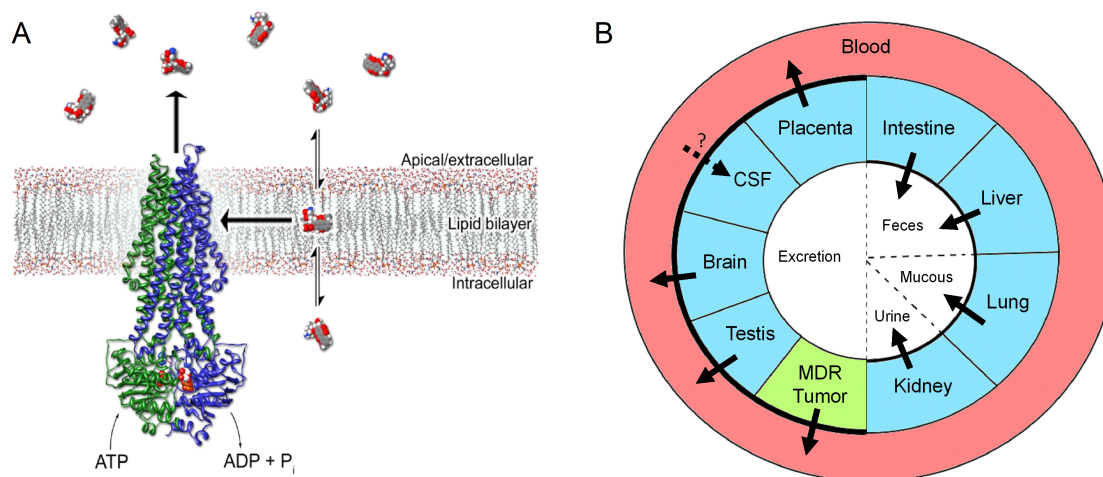 A
Apical/extracellular
Lipid bilayer
Intracellular
ATP
ADP + Pi
B
Blood
Placenta
Intestine
?
CSF
Liver
Feces
Excretion
Brain
Mucous
Lung
Urine
Testis
MDR
Tumor
Kidney